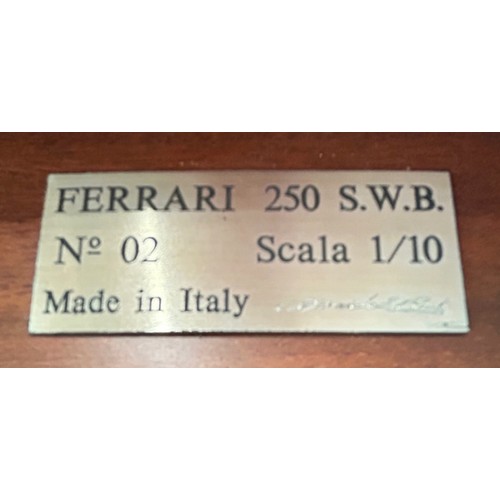 FERRARI 250 S.W.B.
Nº 02 Scala 1/10
Made in Italy